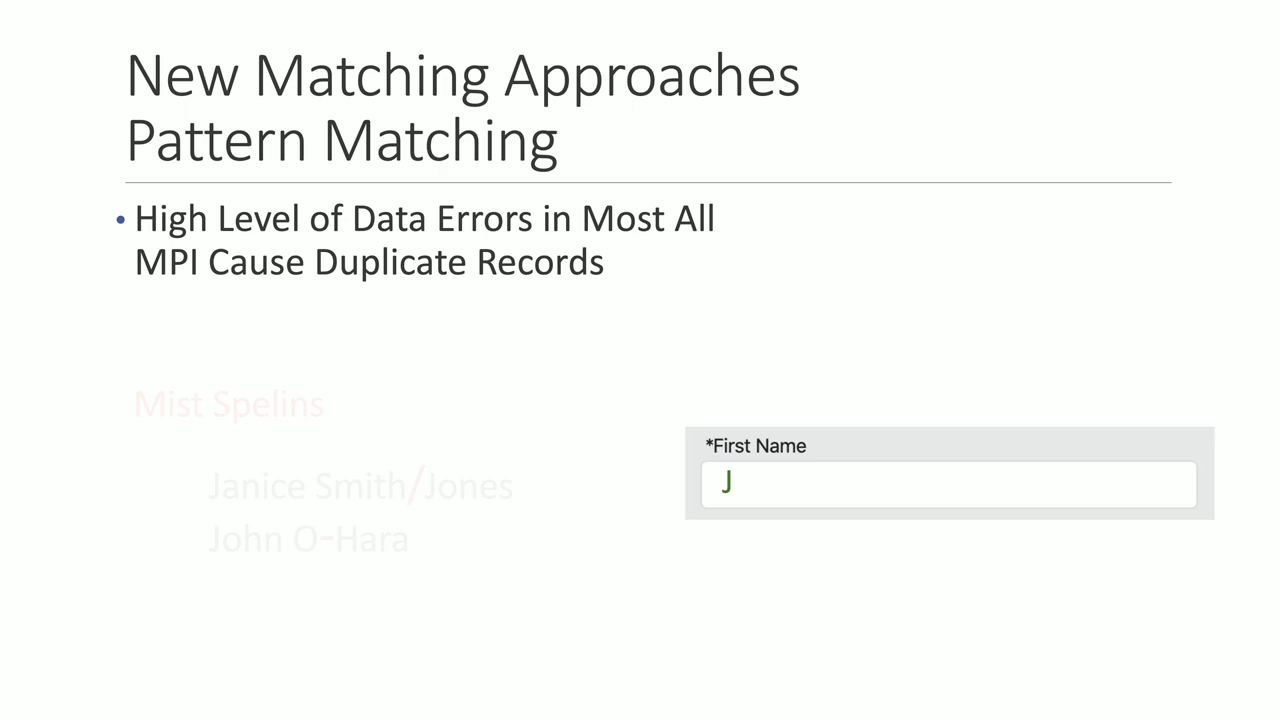 New Matching Approaches
Pattern Matching
• High Level of Data Errors in Most All
MPI Cause Duplicate Records
Mist Spelins
Janice Smith/Jones
John O-Hara
*First Name
J